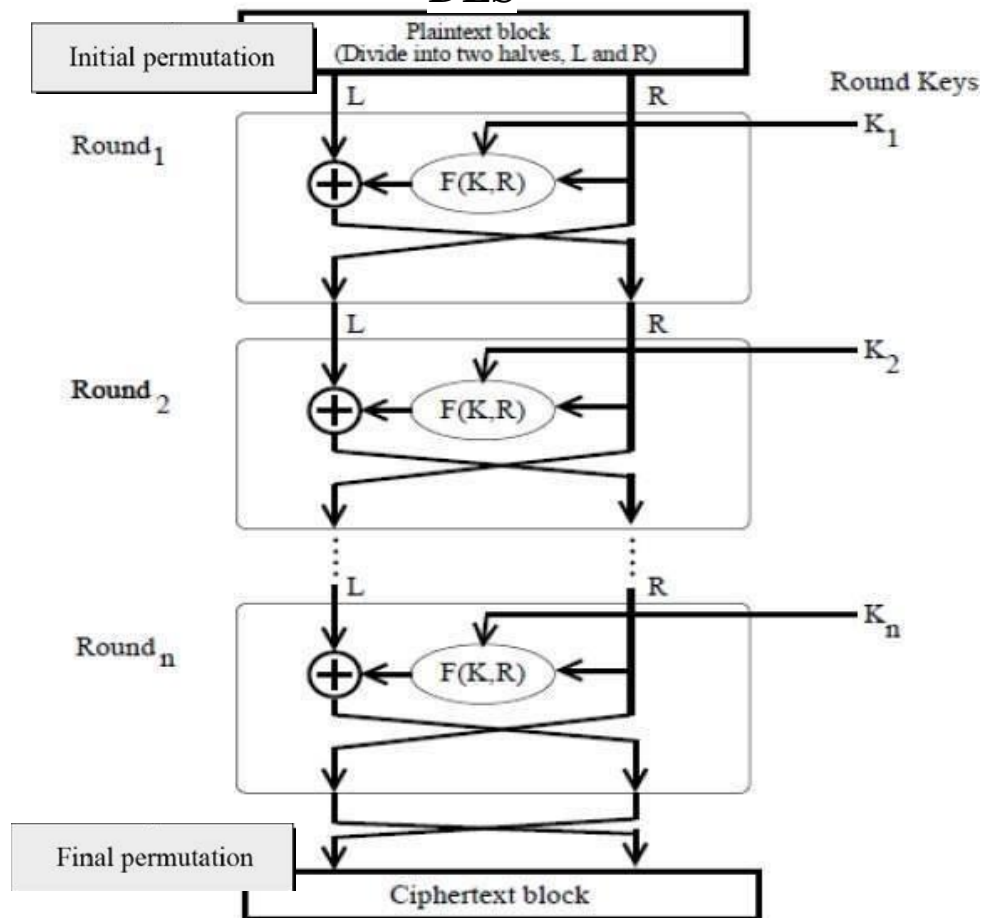 DES
Initial permutation
Plaintext block
(Divide into two halves, L and R)
L
R
Round Keys
K1
Round1
F(K,R)
L
R
K2
Round2
F(K,R)
L
R
Kn
Roundn
F(K,R)
Final permutation
Ciphertext block